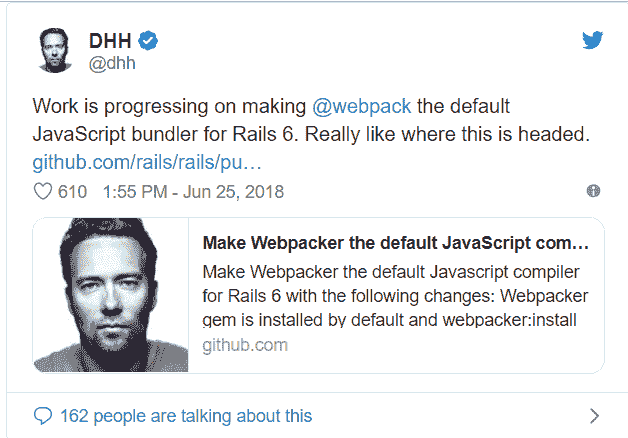 DHH
@dhh
Work is progressing on making @webpack the default
JavaScript bundler for Rails 6. Really like where this is headed.
github.com/rails/rails/pu…
610 1:55 PM - Jun 25, 2018
Make Webpacker the default JavaScript com...
Make Webpacker the default Javascript compiler
for Rails 6 with the following changes: Webpacker
gem is installed by default and webpacker:install
github.com
162 people are talking about this